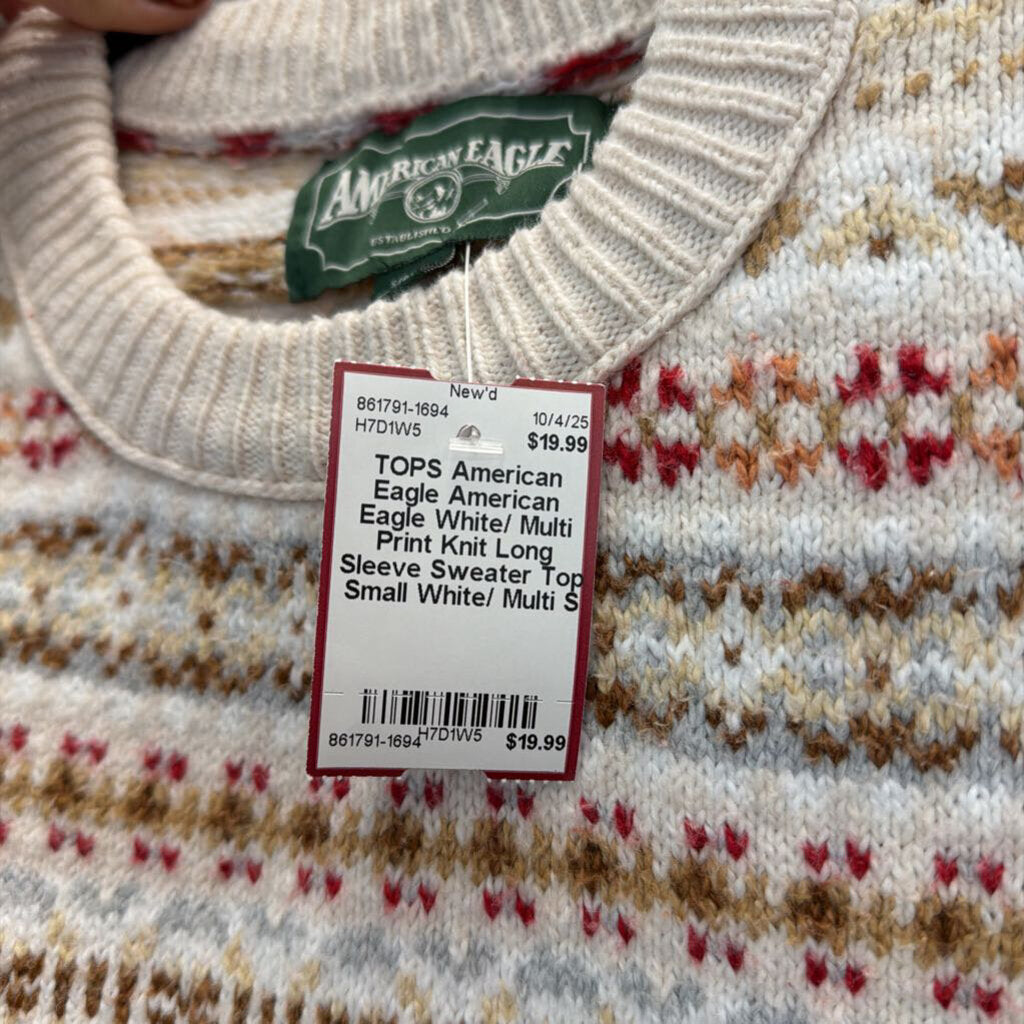 AMERICAN EAGLE
ESTABLISHED
New'd
861791-1694
10/4/25
H7D1W5
$19.99
TOPS American
Eagle American
Eagle White/ Multi
Print Knit Long
Sleeve Sweater Top
Small White/ Multi S
861791-1694
H7D1W5
$19.99